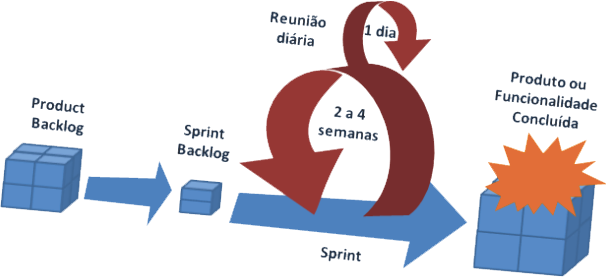 Product
Backlog
Sprint
Backlog
Reunião
diária
1 dia
2 a 4
semanas
Sprint
Produto ou
Funcionalidade
Concluída